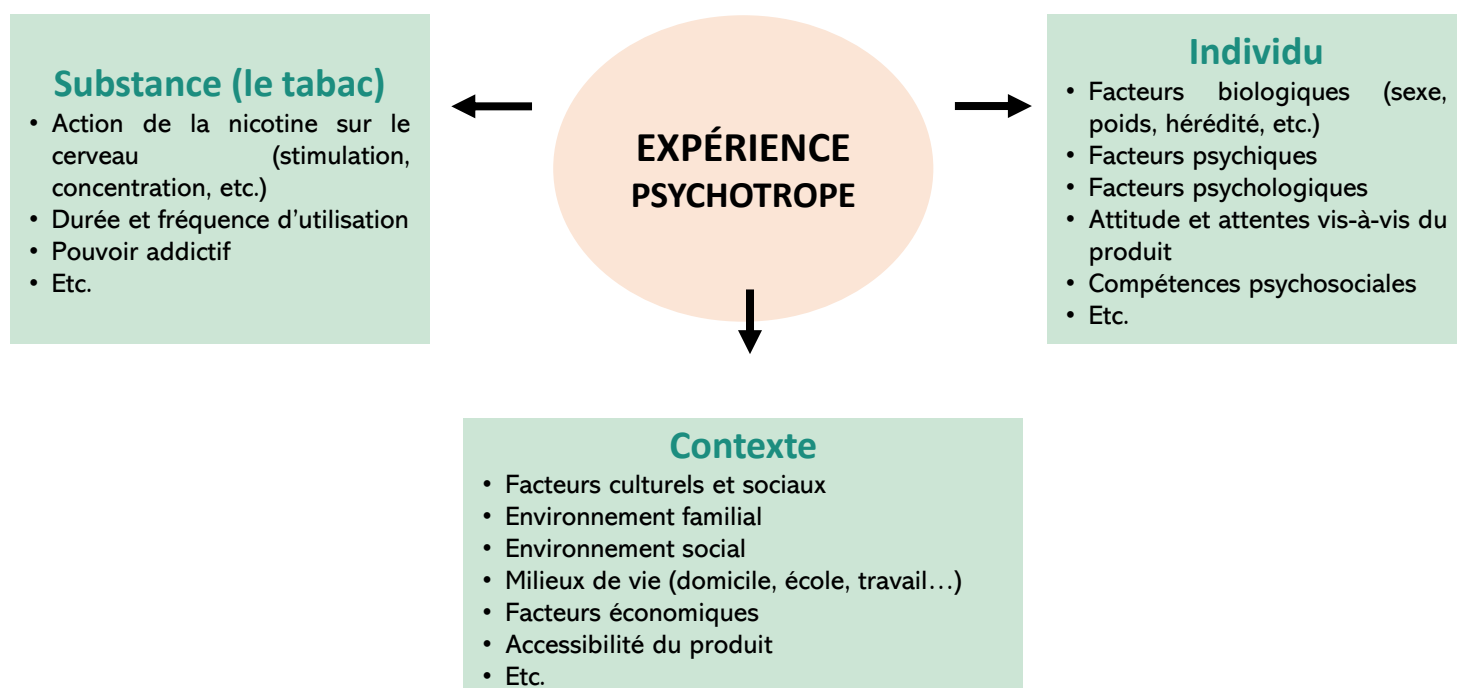 Substance (le tabac)
• Action de la nicotine sur le
cerveau (stimulation,
concentration, etc.)
• Durée et fréquence d'utilisation
• Pouvoir addictif
• Etc.
EXPÉRIENCE
PSYCHOTROPE
Individu
• Facteurs biologiques (sexe,
poids, hérédité, etc.)
• Facteurs psychiques
• Facteurs psychologiques
• Attitude et attentes vis-à-vis du
produit
• Compétences psychosociales
• Etc.
Contexte
• Facteurs culturels et sociaux
• Environnement familial
• Environnement social
• Milieux de vie (domicile, école, travail…)
• Facteurs économiques
• Accessibilité du produit
• Etc.